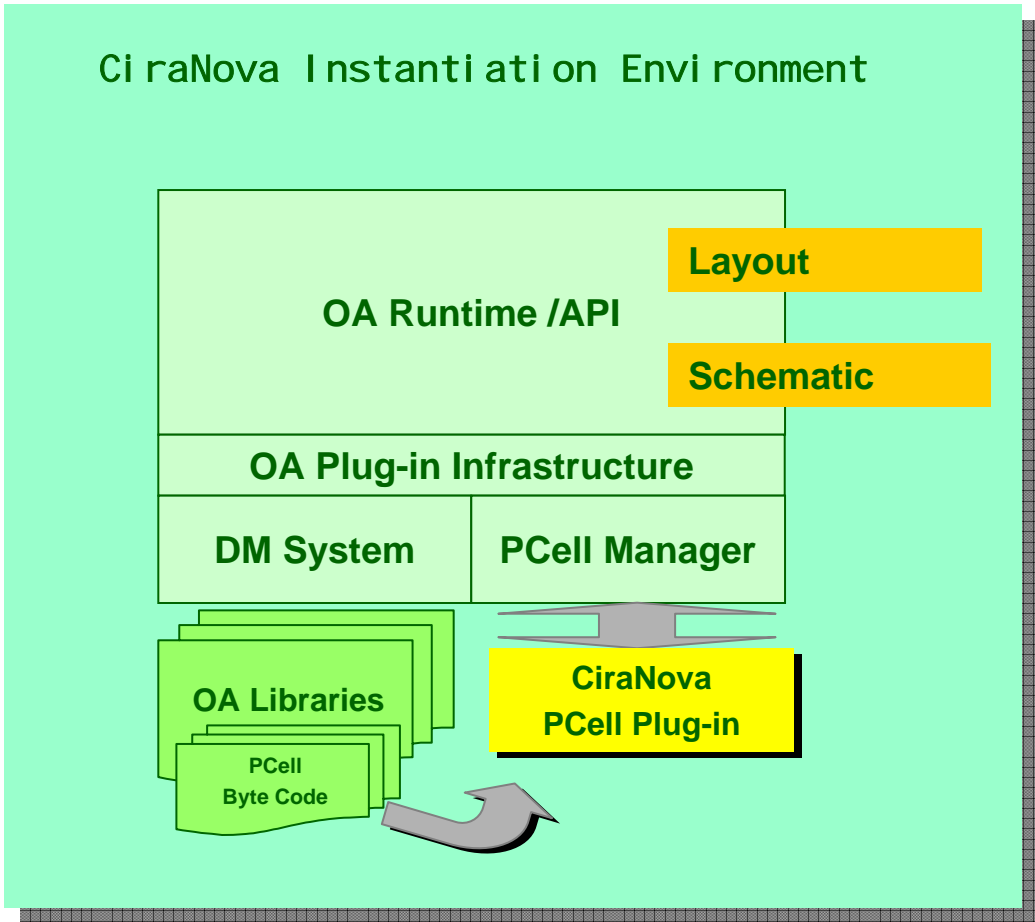 CiraNova Instantiation Environment
Layout
OA Runtime /API
Schematic
OA Plug-in Infrastructure
DM System
PCell Manager
OA Libraries
CiraNova
PCell Plug-in
PCell
Byte Code